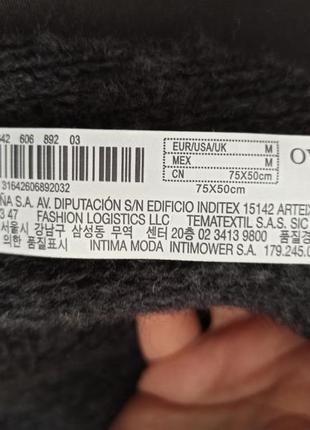 642 606 892 03
EUR/USA/UK M
MEX M
CN 75X50cm
31642606892032
75X50cm
ÑA S.A. AV. DIPUTACIÓN S/N EDIFICIO INDITEX 15142 ARTEIX
3 47 FASHION LOGISTICS LLC TEMATEXTIL S.A.S. SIC
서울시 강남구 삼성동 무역 센터 20층 02 3413 9800 품질경
의한 품질표시 INTIMA MODA INTIMOWER S.A. 179.245.0